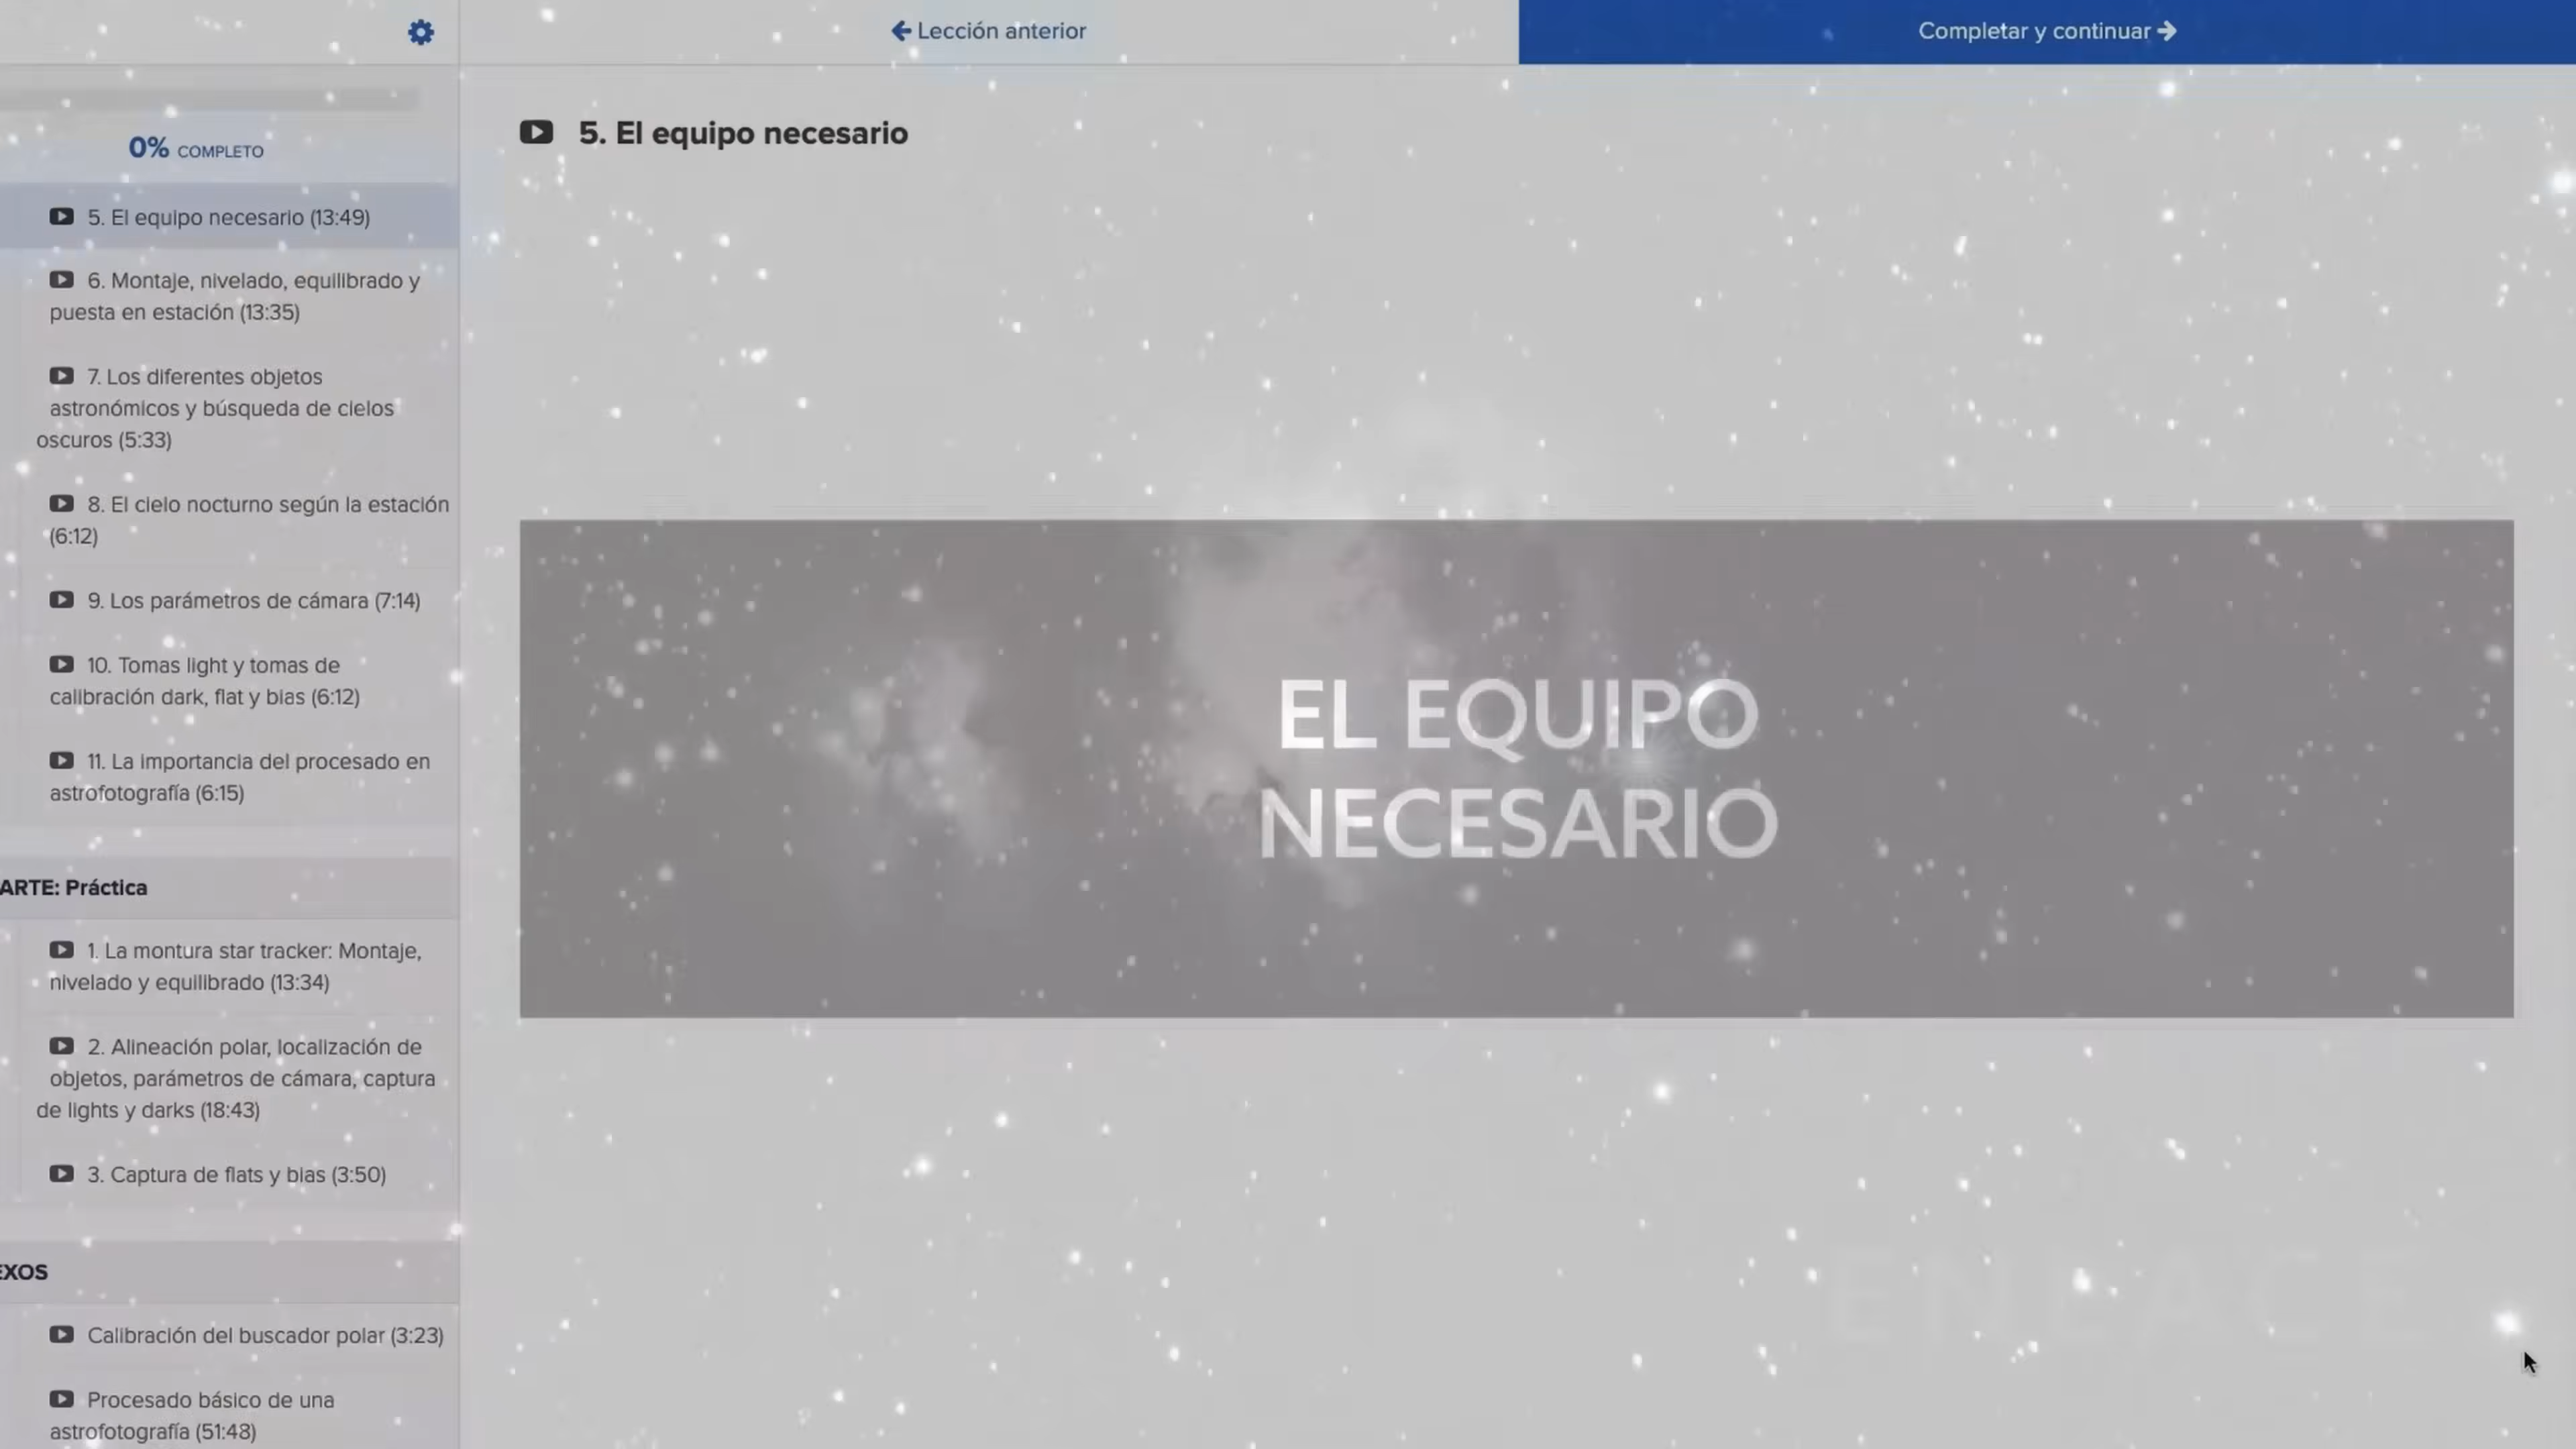 Lección anterior
Completar y continuar
0% COMPLETO
5. El equipo necesario (13:49)
6. Montaje, nivelado, equilibrado y
puesta en estación (13:35)
7. Los diferentes objetos
astronómicos y búsqueda de cielos
oscuros (5:33)
8. El cielo nocturno según la estación
(6:12)
9. Los parámetros de cámara (7:14)
10. Tomas light y tomas de
calibración dark, flat y bias (6:12)
11. La importancia del procesado en
astrofotografía (6:15)
ARTE: Práctica
1. La montura star tracker: Montaje,
nivelado y equilibrado (13:34)
2. Alineación polar, localización de
objetos, parámetros de cámara, captura
de lights y darks (18:43)
3. Captura de flats y bias (3:50)
EXOS
Calibración del buscador polar (3:23)
Procesado básico de una
astrofotografía (51:48)
5. El equipo necesario
EL EQUIPO
NECESARIO
ENLACE